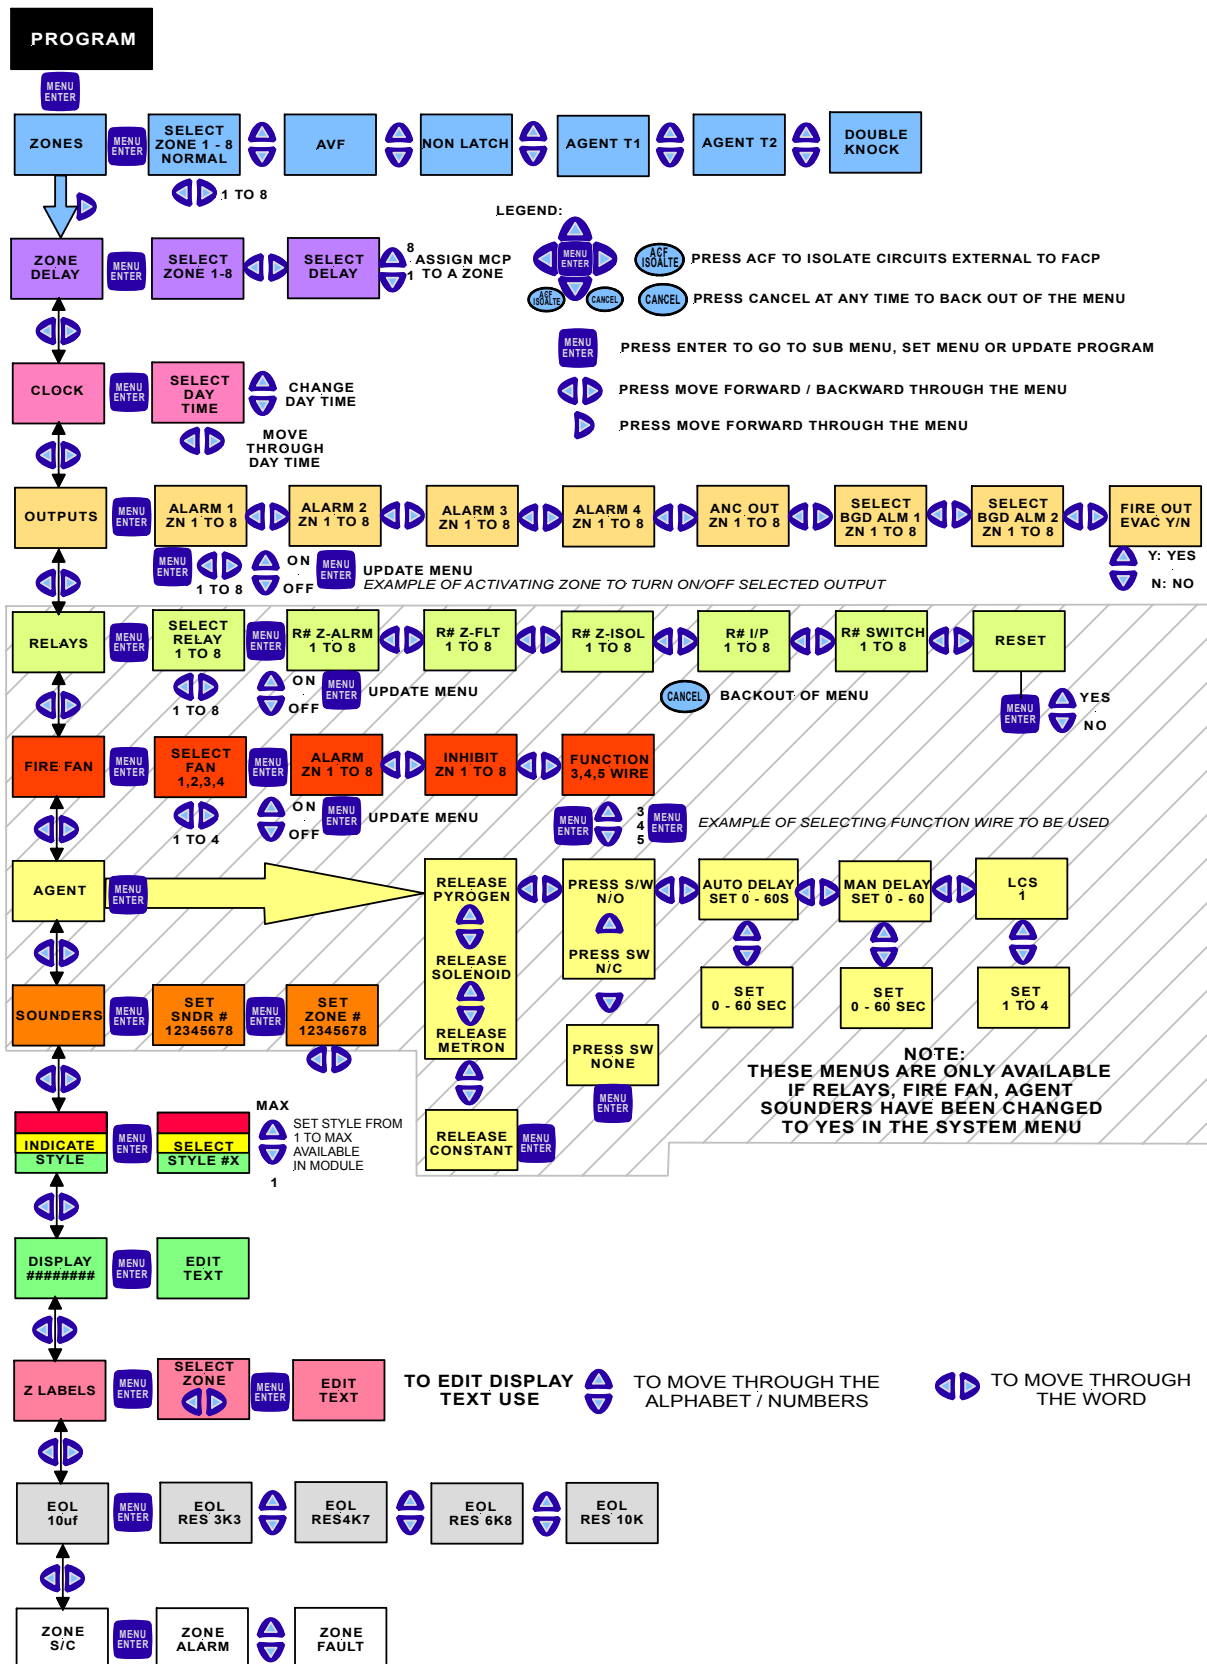 PROGRAM
MENU
ENTER
ZONES
MENU
ENTER
SELECT
ZONE 1 - 8
NORMAL
AVF
NON LATCH
AGENT T1
AGENT T2
DOUBLE
KNOCK
1 TO 8
LEGEND:
ZONE
DELAY
MENU
ENTER
SELECT
ZONE 1-8
SELECT
DELAY
8
1
ASSIGN MCP
TO A ZONE
MENU
ENTER
ACF
ISOALTE
CANCEL
ACF
ISOALTE
PRESS ACF TO ISOLATE CIRCUITS EXTERNAL TO FACP
CANCEL
PRESS CANCEL AT ANY TIME TO BACK OUT OF THE MENU
MENU
ENTER
PRESS ENTER TO GO TO SUB MENU, SET MENU OR UPDATE PROGRAM
PRESS MOVE FORWARD / BACKWARD THROUGH THE MENU
PRESS MOVE FORWARD THROUGH THE MENU
CLOCK
MENU
ENTER
SELECT
DAY
TIME
CHANGE
DAY TIME
MOVE
THROUGH
DAY TIME
OUTPUTS
MENU
ENTER
ALARM 1
ZN 1 TO 8
ALARM 2
ZN 1 TO 8
ALARM 3
ZN 1 TO 8
ALARM 4
ZN 1 TO 8
ANC OUT
ZN 1 TO 8
SELECT
BGD ALM 1
ZN 1 TO 8
SELECT
BGD ALM 2
ZN 1 TO 8
FIRE OUT
EVAC Y/N
MENU
ENTER
1 TO 8
ON
OFF
MENU
ENTER
UPDATE MENU
EXAMPLE OF ACTIVATING ZONE TO TURN ON/OFF SELECTED OUTPUT
Y: YES
N: NO
RELAYS
MENU
ENTER
SELECT
RELAY
1 TO 8
MENU
ENTER
R# Z-ALRM
1 TO 8
R# Z-FLT
1 TO 8
R# Z-ISOL
1 TO 8
R# I/P
1 TO 8
R# SWITCH
1 TO 8
RESET
1 TO 8
ON
OFF
MENU
ENTER
UPDATE MENU
CANCEL
BACKOUT OF MENU
MENU
ENTER
YES
NO
FIRE FAN
MENU
ENTER
SELECT
FAN
1,2,3,4
MENU
ENTER
ALARM
ZN 1 TO 8
INHIBIT
ZN 1 TO 8
FUNCTION
3,4,5 WIRE
1 TO 4
ON
OFF
MENU
ENTER
UPDATE MENU
MENU
ENTER
3
4
5
MENU
ENTER
EXAMPLE OF SELECTING FUNCTION WIRE TO BE USED
AGENT
MENU
ENTER
RELEASE
PYROGEN
RELEASE
SOLENOID
RELEASE
METRON
RELEASE
CONSTANT
MENU
ENTER
PRESS S/W
N/O
PRESS SW
N/C
PRESS SW
NONE
MENU
ENTER
AUTO DELAY
SET 0 - 60S
SET
0 - 60 SEC
MAN DELAY
SET 0 - 60
SET
0 - 60 SEC
LCS
1
SET
1 TO 4
SOUNDERS
MENU
ENTER
SET
SNDR #
12345678
MENU
ENTER
SET
ZONE #
12345678
NOTE:
THESE MENUS ARE ONLY AVAILABLE
IF RELAYS, FIRE FAN, AGENT
SOUNDERS HAVE BEEN CHANGED
TO YES IN THE SYSTEM MENU
INDICATE
STYLE
MENU
ENTER
SELECT
STYLE #X
MAX
1
SET STYLE FROM
1 TO MAX
AVAILABLE
IN MODULE
DISPLAY
########
MENU
ENTER
EDIT
TEXT
Z LABELS
MENU
ENTER
SELECT
ZONE
MENU
ENTER
EDIT
TEXT
TO EDIT DISPLAY
TEXT USE
TO MOVE THROUGH THE
ALPHABET / NUMBERS
TO MOVE THROUGH
THE WORD
EOL
10uf
MENU
ENTER
EOL
RES 3K3
EOL
RES4K7
EOL
RES 6K8
EOL
RES 10K
ZONE
S/C
MENU
ENTER
ZONE
ALARM
ZONE
FAULT